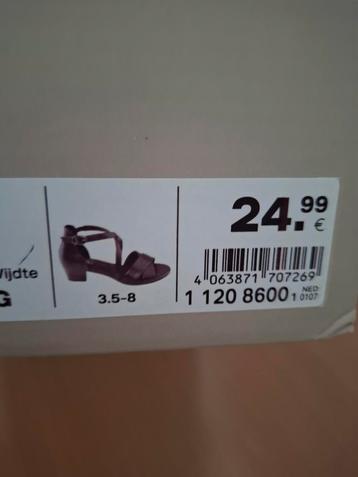 Wijdte
G
3.5-8
24.99 €
4 063871 707269
NED
1 120 8600 1 0107